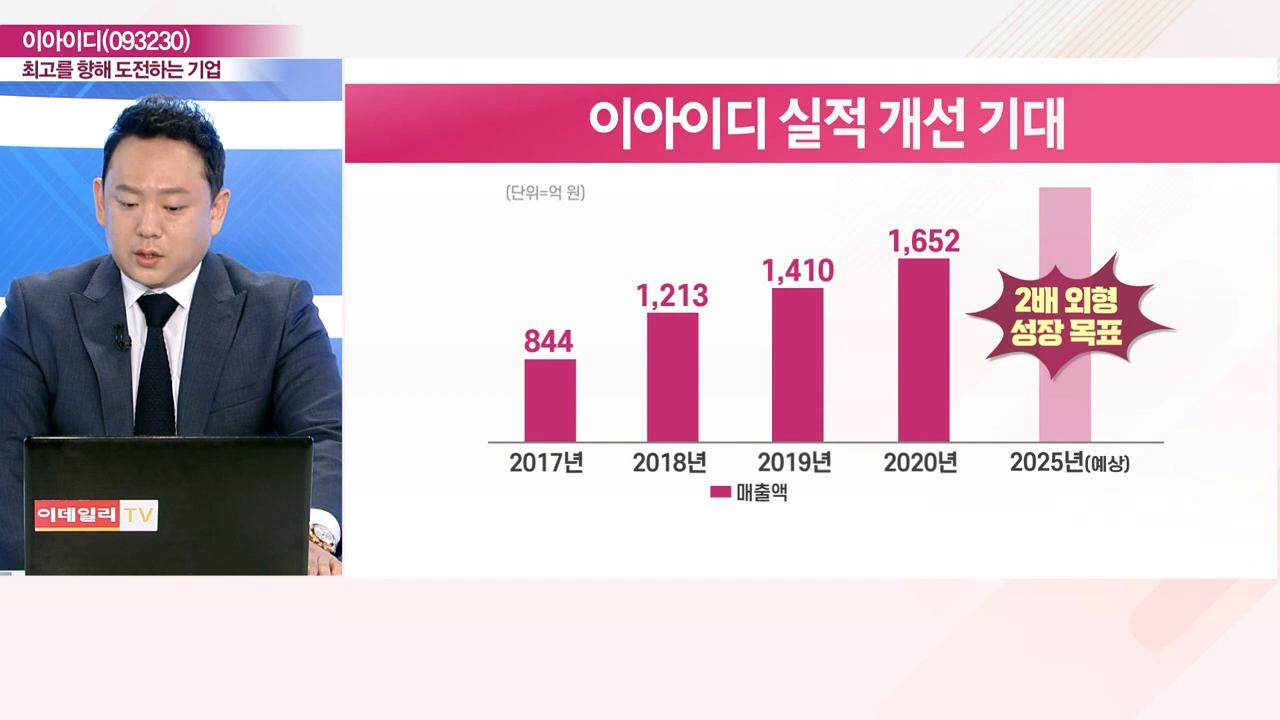 이아이디(093230)
최고를 향해 도전하는 기업
이아이디 실적 개선 기대
(단위=억 원)
844
1,213
1,410
1,652
2배 외형
성장 목표
2017년
2018년
2019년
2020년
2025년(예상)
매출액
이데일리 TV